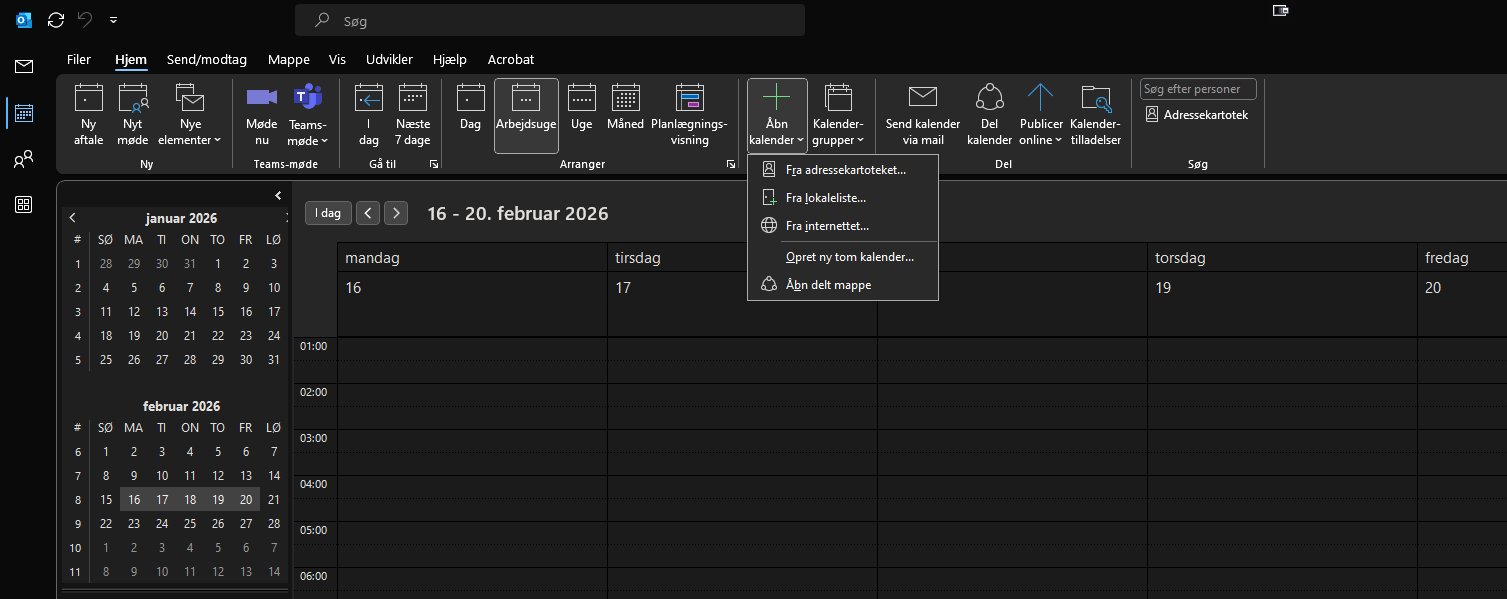 Søg
Filer Hjem Send/modtag Mappe Vis Udvikler Hjælp Acrobat
Ny aftale
Nyt møde
Nye elementer
Ny
Møde nu
Teams-møde
Teams-møde
I dag
Næste 7 dage
Gå til
Dag
Arbejdsuge
Uge
Måned
Planlægnings-visning
Arranger
Åbn kalender
Kalender-grupper
Send kalender via mail
Del kalender
Publicer online
Kalender-tilladelser
Del
Søg efter personer
Adressekartotek
Søg
Fra adressekartoteket...
Fra lokaleliste...
Fra internettet...
Opret ny tom kalender...
Åbn delt mappe
januar 2026
# SØ MA TI ON TO FR LØ
1 28 29 30 31 1 2 3
2 4 5 6 7 8 9 10
3 11 12 13 14 15 16 17
4 18 19 20 21 22 23 24
5 25 26 27 28 29 30 31
februar 2026
# SØ MA TI ON TO FR LØ
6 1 2 3 4 5 6 7
7 8 9 10 11 12 13 14
8 15 16 17 18 19 20 21
9 22 23 24 25 26 27 28
10 1 2 3 4 5 6 7
11 8 9 10 11 12 13 14
I dag
16 - 20. februar 2026
mandag tirsdag torsdag fredag
16 17 19 20
01:00
02:00
03:00
04:00
05:00
06:00